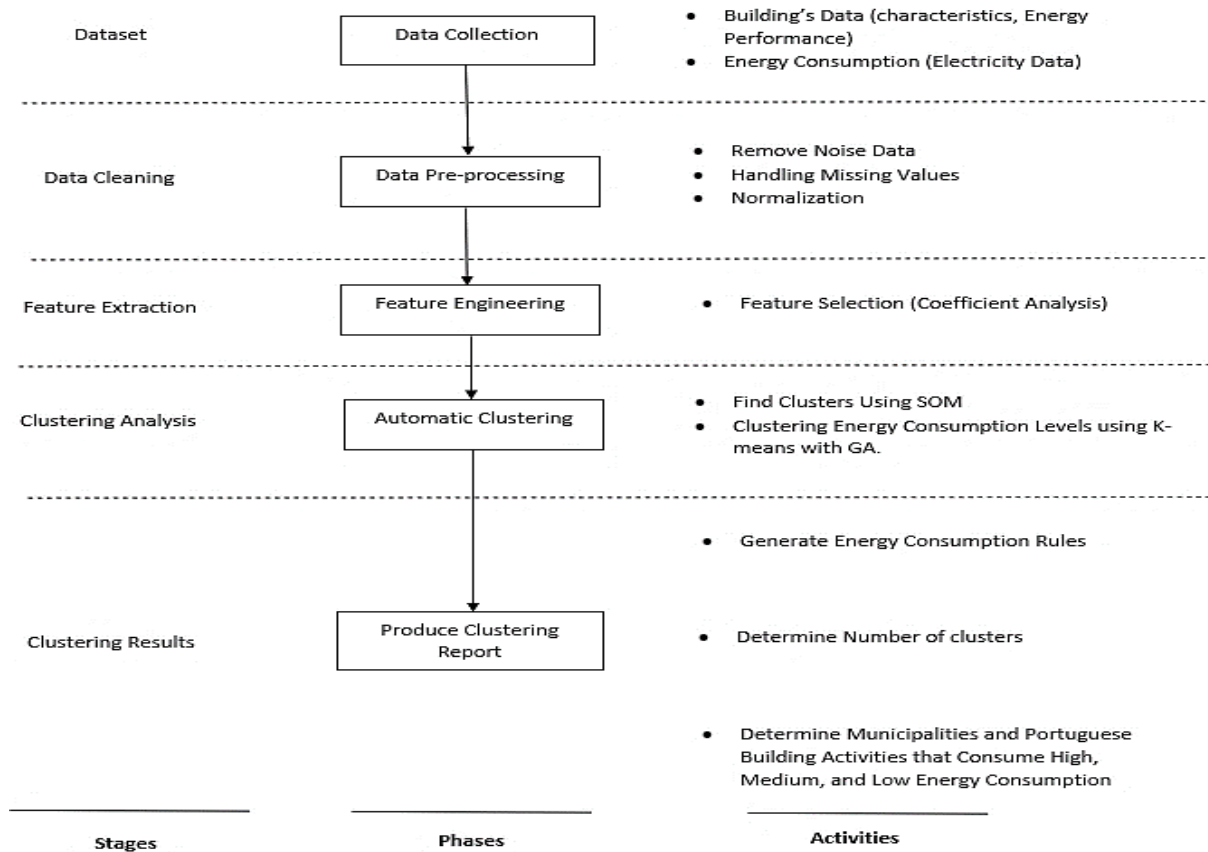 Dataset
Data Collection
• Building's Data (characteristics, Energy
Performance)
• Energy Consumption (Electricity Data)
Data Cleaning
Data Pre-processing
• Remove Noise Data
• Handling Missing Values
• Normalization
Feature Extraction
Feature Engineering
• Feature Selection (Coefficient Analysis)
Clustering Analysis
Automatic Clustering
• Find Clusters Using SOM
• Clustering Energy Consumption Levels using K-
means with GA.
Clustering Results
Produce Clustering
Report
• Generate Energy Consumption Rules
• Determine Number of clusters
• Determine Municipalities and Portuguese
Building Activities that Consume High,
Medium, and Low Energy Consumption
Stages
Phases
Activities